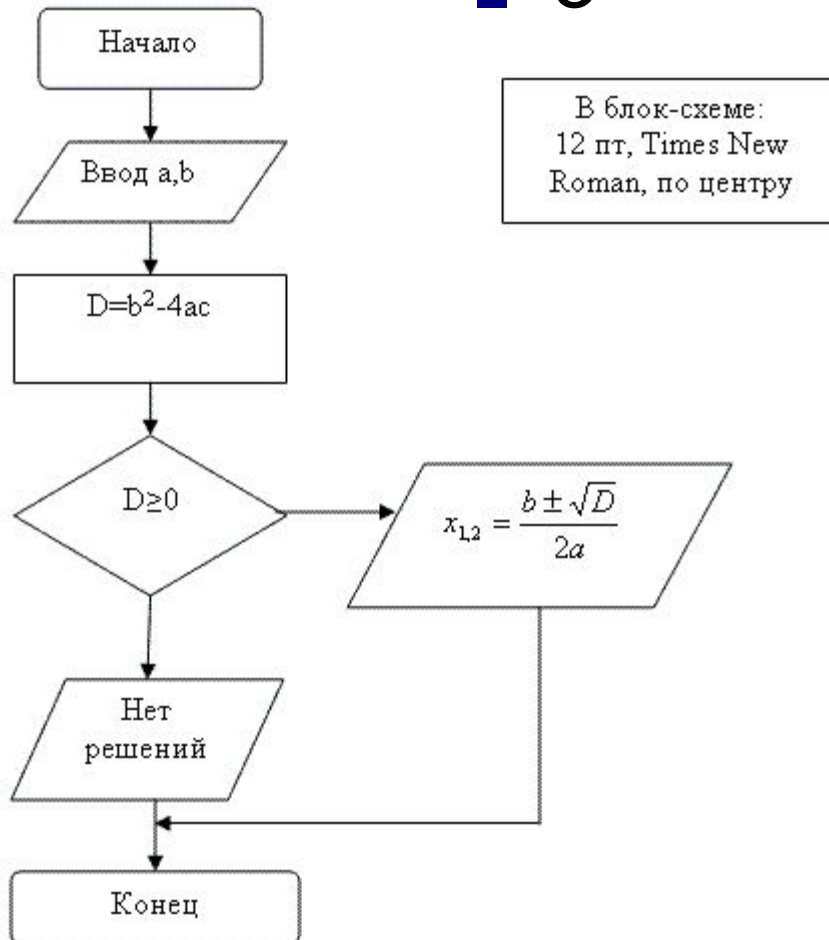 Начало
В блок-схеме:
12 пт, Times New
Roman, по центру
Ввод a,b
D=b²-4ac
D≥0
x₁,₂ = (b ± √D) / 2a
Нет
решений
Конец